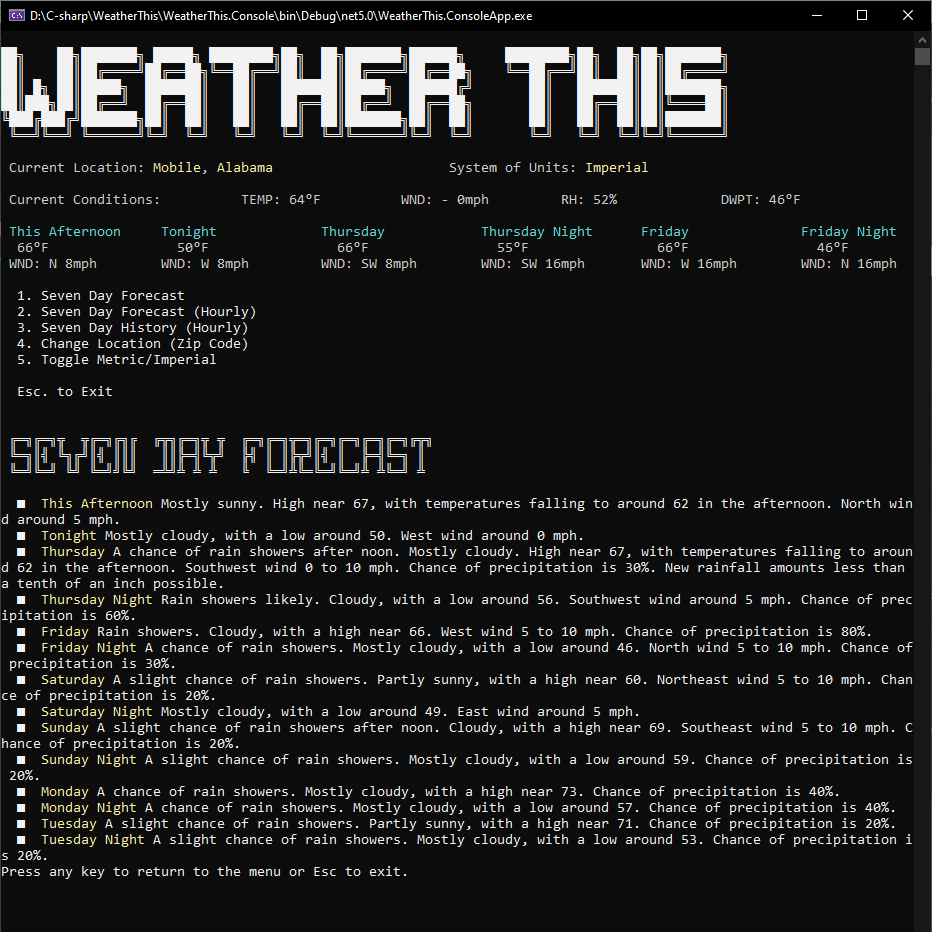 D:\C-sharp\WeatherThis\WeatherThis.Console\bin\Debug\net5.0\WeatherThis.ConsoleApp.exe
WEATHER THIS
Current Location: Mobile, Alabama System of Units: Imperial
Current Conditions: TEMP: 64°F WND: - 0mph RH: 52% DWPT: 46°F
This Afternoon Tonight Thursday Thursday Night Friday Friday Night
66°F 50°F 66°F 55°F 66°F 46°F
WND: N 8mph WND: W 8mph WND: SW 8mph WND: SW 16mph WND: W 16mph WND: N 16mph
1. Seven Day Forecast
2. Seven Day Forecast (Hourly)
3. Seven Day History (Hourly)
4. Change Location (Zip Code)
5. Toggle Metric/Imperial
Esc. to Exit
SEVEN DAY FORECAST
■ This Afternoon Mostly sunny. High near 67, with temperatures falling to around 62 in the afternoon. North win
d around 5 mph.
■ Tonight Mostly cloudy, with a low around 50. West wind around 0 mph.
■ Thursday A chance of rain showers after noon. Mostly cloudy. High near 67, with temperatures falling to aroun
d 62 in the afternoon. Southwest wind 0 to 10 mph. Chance of precipitation is 30%. New rainfall amounts less than
a tenth of an inch possible.
■ Thursday Night Rain showers likely. Cloudy, with a low around 56. Southwest wind around 5 mph. Chance of prec
ipitation is 60%.
■ Friday Rain showers. Cloudy, with a high near 66. West wind 5 to 10 mph. Chance of precipitation is 80%.
■ Friday Night A chance of rain showers. Mostly cloudy, with a low around 46. North wind 5 to 10 mph. Chance of
precipitation is 30%.
■ Saturday A slight chance of rain showers. Partly sunny, with a high near 60. Northeast wind 5 to 10 mph. Chan
ce of precipitation is 20%.
■ Saturday Night Mostly cloudy, with a low around 49. East wind around 5 mph.
■ Sunday A slight chance of rain showers after noon. Cloudy, with a high near 69. Southeast wind 5 to 10 mph. C
hance of precipitation is 20%.
■ Sunday Night A slight chance of rain showers. Mostly cloudy, with a low around 59. Chance of precipitation is
20%.
■ Monday A chance of rain showers. Mostly cloudy, with a high near 73. Chance of precipitation is 40%.
■ Monday Night A chance of rain showers. Mostly cloudy, with a low around 57. Chance of precipitation is 40%.
■ Tuesday A slight chance of rain showers. Partly sunny, with a high near 71. Chance of precipitation is 20%.
■ Tuesday Night A slight chance of rain showers. Mostly cloudy, with a low around 53. Chance of precipitation i
s 20%.
Press any key to return to the menu or Esc to exit.